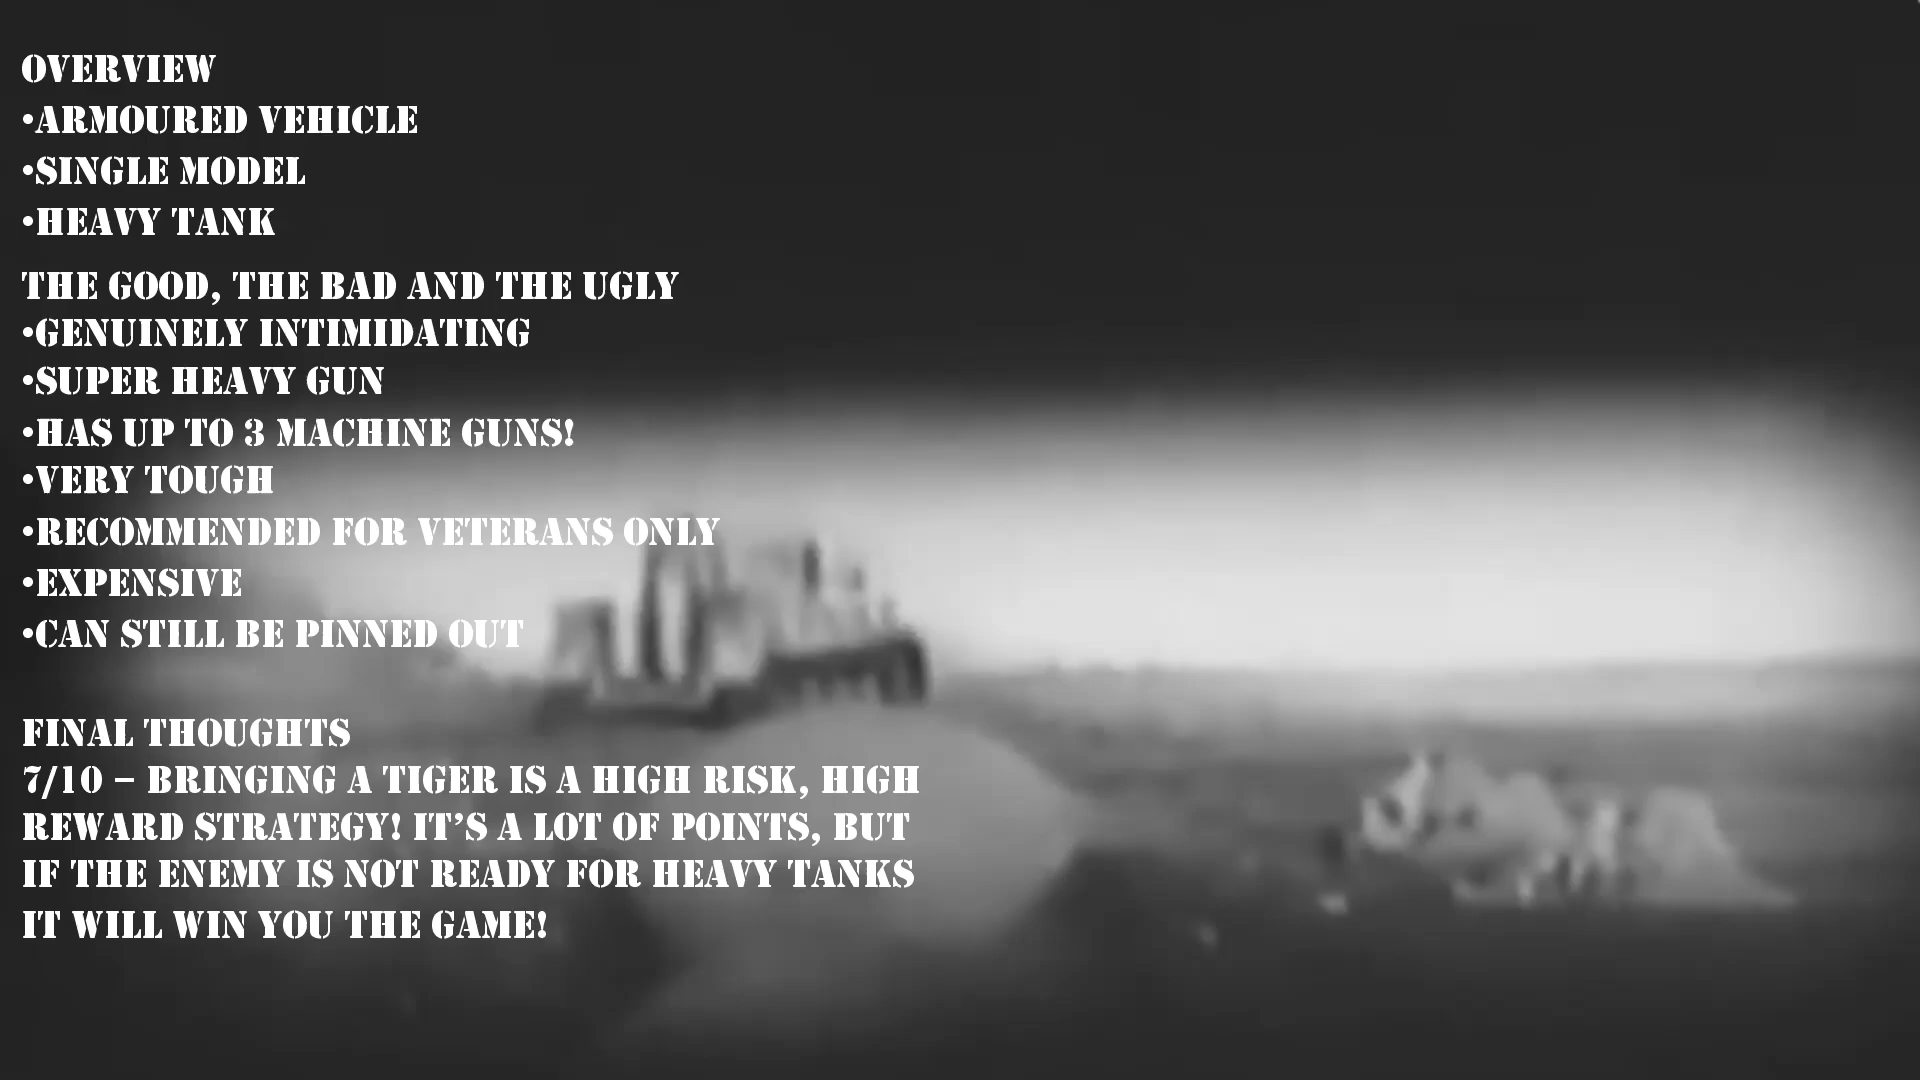 OVERVIEW
•ARMOURED VEHICLE
•SINGLE MODEL
•HEAVY TANK
THE GOOD, THE BAD AND THE UGLY
•GENUINELY INTIMIDATING
•SUPER HEAVY GUN
•HAS UP TO 3 MACHINE GUNS!
•VERY TOUGH
•RECOMMENDED FOR VETERANS ONLY
•EXPENSIVE
•CAN STILL BE PINNED OUT
FINAL THOUGHTS
7/10 – BRINGING A TIGER IS A HIGH RISK, HIGH
REWARD STRATEGY! IT’S A LOT OF POINTS, BUT
IF THE ENEMY IS NOT READY FOR HEAVY TANKS
IT WILL WIN YOU THE GAME!